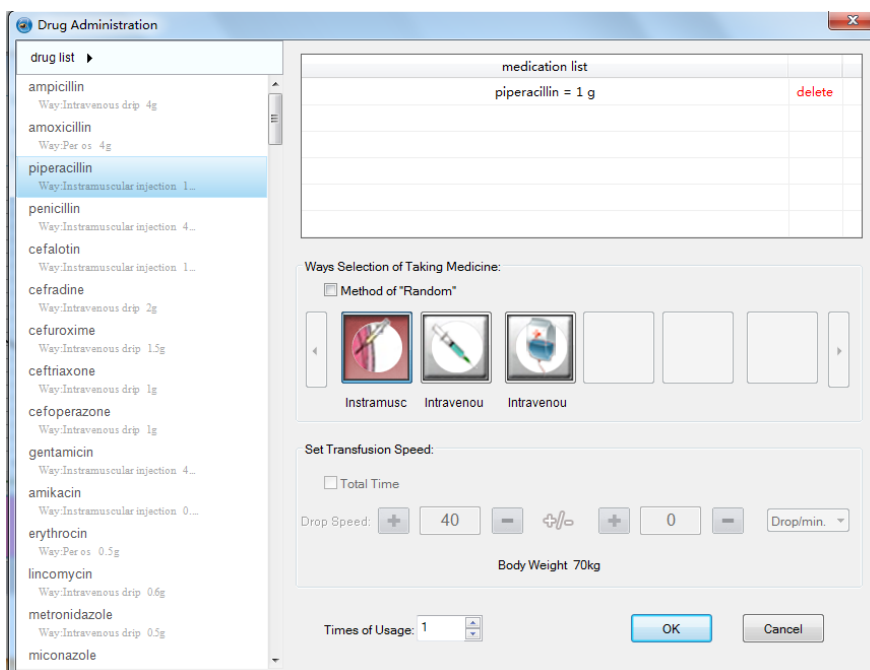 Drug Administration
drug list
ampicillin
Way:Intravenous drip 4g
amoxicillin
Way:Per os 4g
piperacillin
Way:Instramuscular injection 1...
penicillin
Way:Instramuscular injection 4...
cefalotin
Way:Instramuscular injection 1...
cefradine
Way:Intravenous drip 2g
cefuroxime
Way:Intravenous drip 1.5g
ceftriaxone
Way:Intravenous drip 1g
cefoperazone
Way:Intravenous drip 1g
gentamicin
Way:Instramuscular injection 4...
amikacin
Way:Instramuscular injection 0....
erythrocin
Way:Per os 0.5g
lincomycin
Way:Intravenous drip 0.6g
metronidazole
Way:Intravenous drip 0.5g
miconazole
medication list
piperacillin = 1 g delete
Ways Selection of Taking Medicine:
Method of "Random"
Instramusc Intravenou Intravenou
Set Transfusion Speed:
Total Time
Drop Speed: + 40 - +/- + 0 - Drop/min.
Body Weight 70kg
Times of Usage: 1 OK Cancel